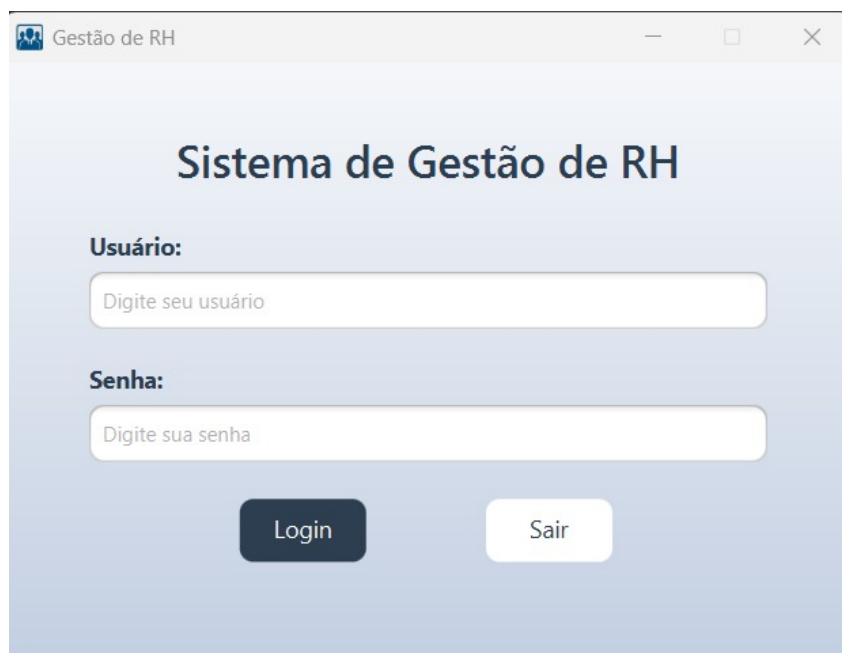 Gestão de RH
Sistema de Gestão de RH
Usuário:
Digite seu usuário
Senha:
Digite sua senha
Login Sair